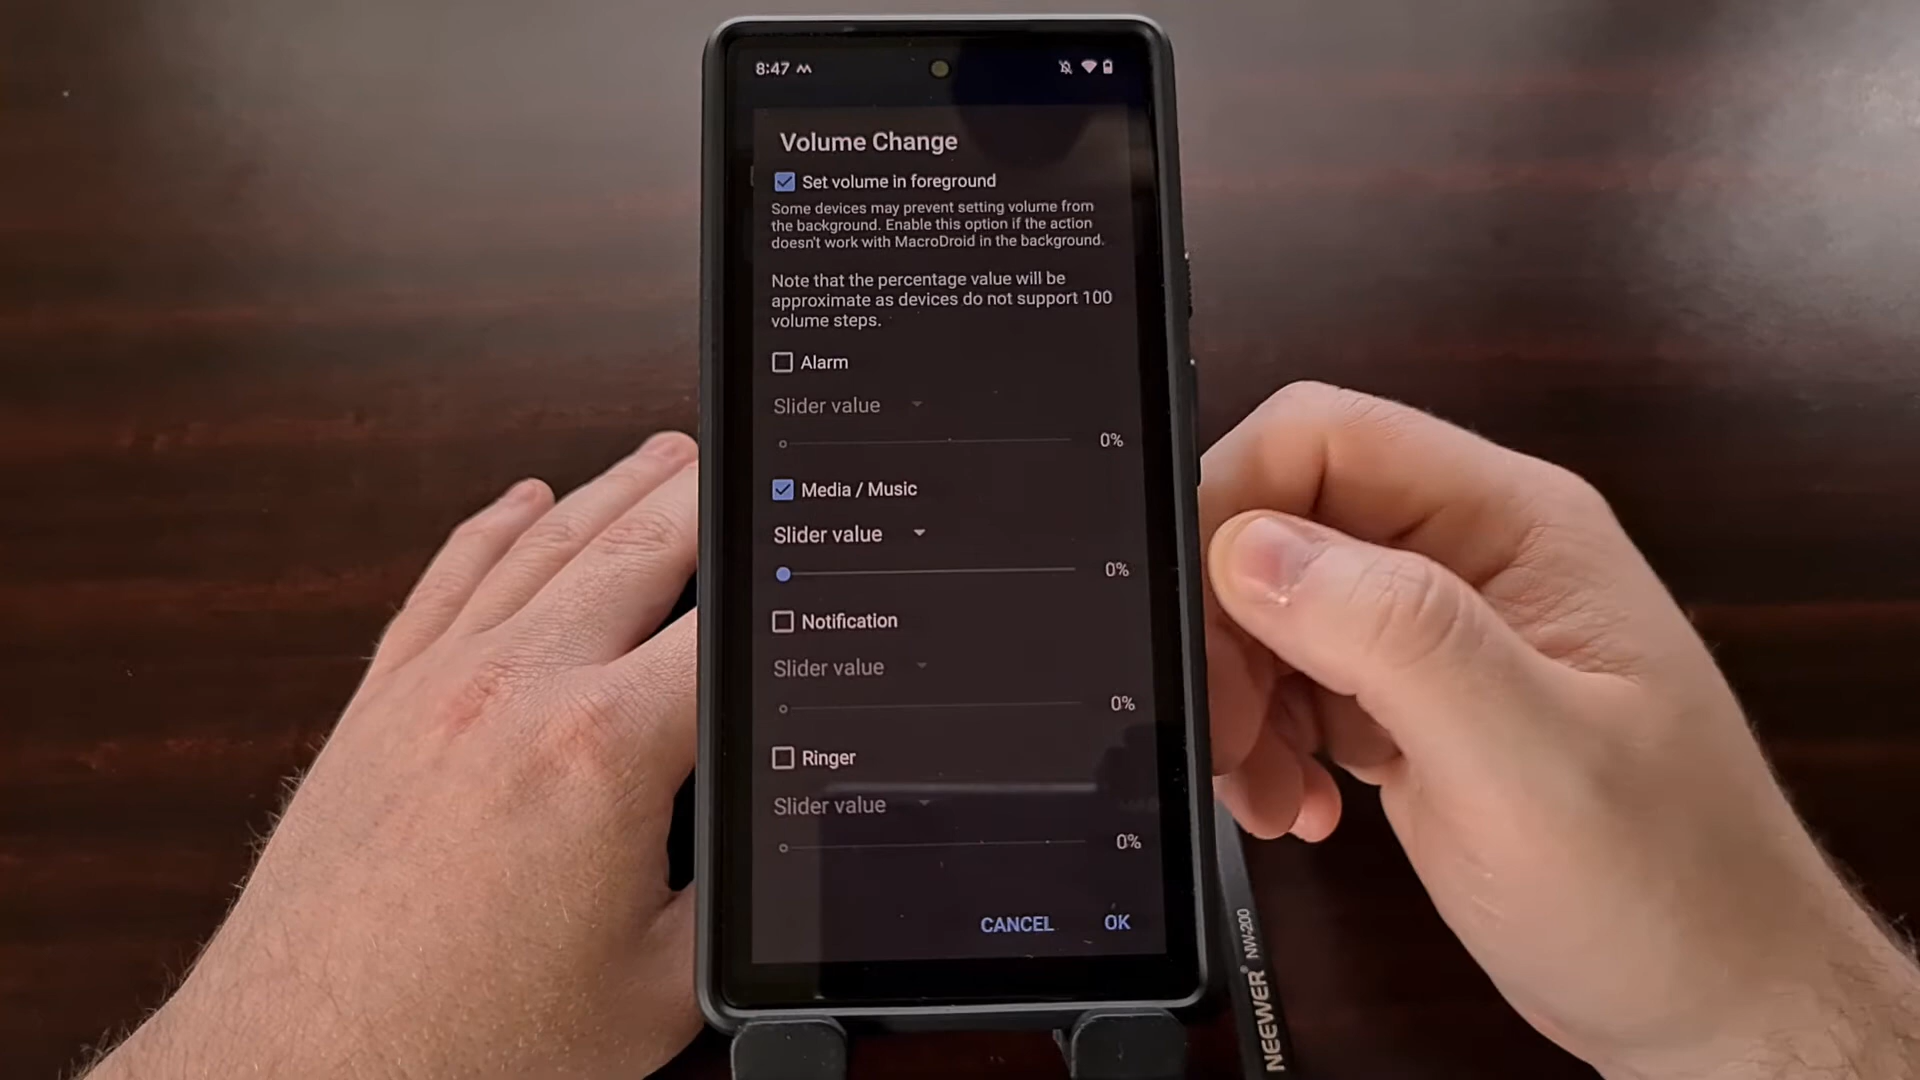 8:47
Volume Change
Set volume in foreground
Some devices may prevent setting volume from
the background. Enable this option if the action
doesn't work with MacroDroid in the background.
Note that the percentage value will be
approximate as devices do not support 100
volume steps.
Alarm
Slider value
0%
Media / Music
Slider value
0%
Notification
Slider value
0%
Ringer
Slider value
0%
CANCEL OK
NEEWER® NW-200